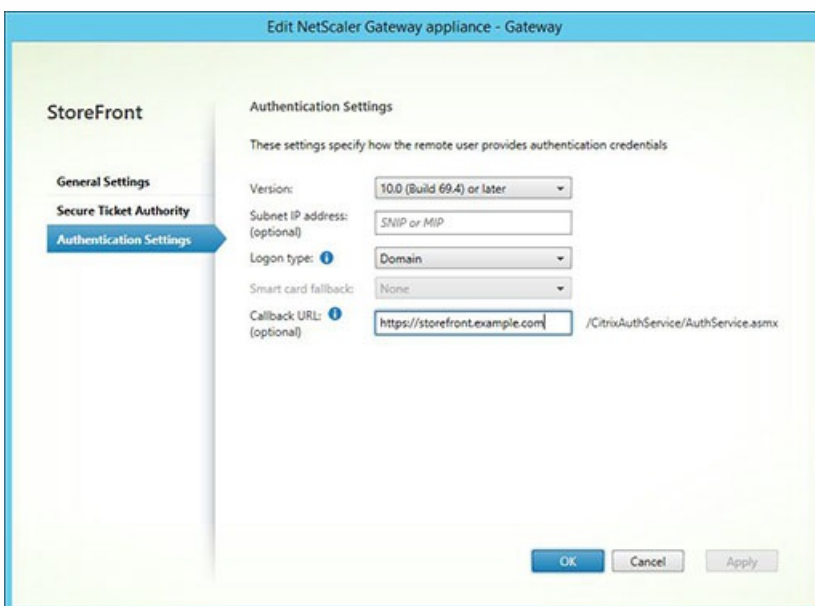 Edit NetScaler Gateway appliance - Gateway
StoreFront
General Settings
Secure Ticket Authority
Authentication Settings
Authentication Settings
These settings specify how the remote user provides authentication credentials
Version:
10.0 (Build 69.4) or later
Subnet IP address:
(optional)
SNIP or MIP
Logon type:
Domain
Smart card fallback:
None
Callback URL:
(optional)
https://storefront.example.com
/CitrixAuthService/AuthService.asmx
OK
Cancel
Apply